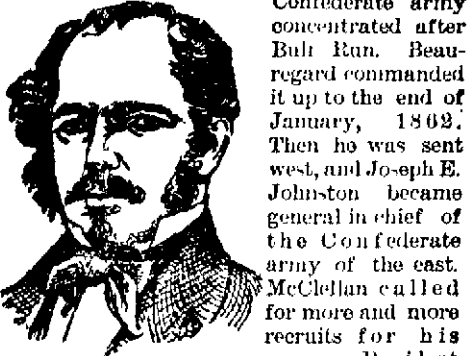 Confederate army
concentrated after
Bull Run. Beau-
regard commanded
it up to the end of
January, 1862.
Then he was sent
west, and Joseph E.
Johnston became
general in chief of
the Confederate
army of the east.
McClellan called
for more and more
recruits for his